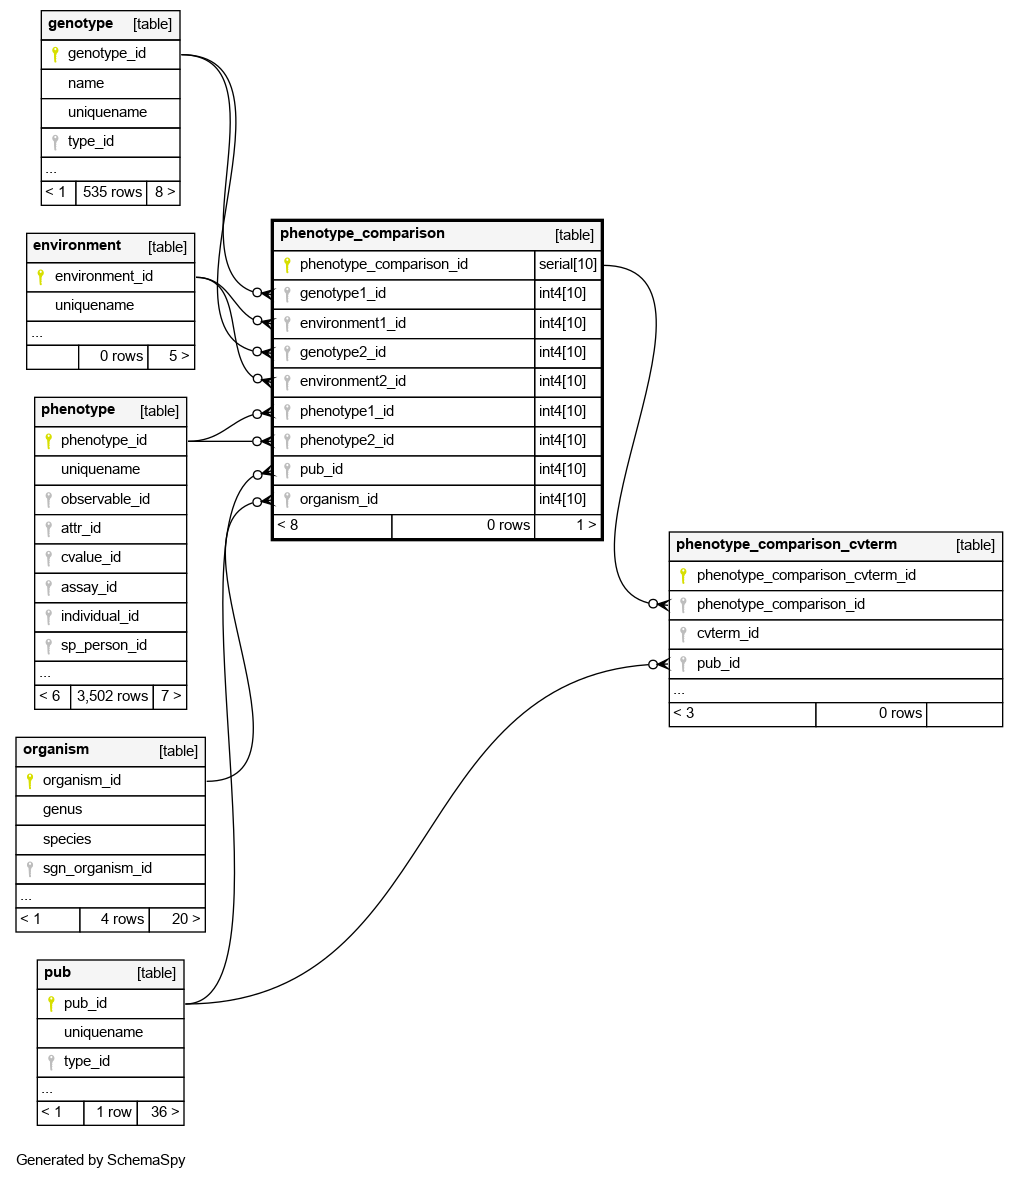 genotype [table]
genotype_id
name
uniquename
type_id
...
< 1 535 rows 8 >
environment [table]
environment_id
uniquename
...
0 rows 5 >
phenotype [table]
phenotype_id
uniquename
observable_id
attr_id
cvalue_id
assay_id
individual_id
sp_person_id
...
< 6 3,502 rows 7 >
organism [table]
organism_id
genus
species
sgn_organism_id
...
< 1 4 rows 20 >
pub [table]
pub_id
uniquename
type_id
...
< 1 1 row 36 >
phenotype_comparison [table]
phenotype_comparison_id serial[10]
genotype1_id int4[10]
environment1_id int4[10]
genotype2_id int4[10]
environment2_id int4[10]
phenotype1_id int4[10]
phenotype2_id int4[10]
pub_id int4[10]
organism_id int4[10]
< 8 0 rows 1 >
phenotype_comparison_cvterm [table]
phenotype_comparison_cvterm_id
phenotype_comparison_id
cvterm_id
pub_id
...
< 3 0 rows
Generated by SchemaSpy